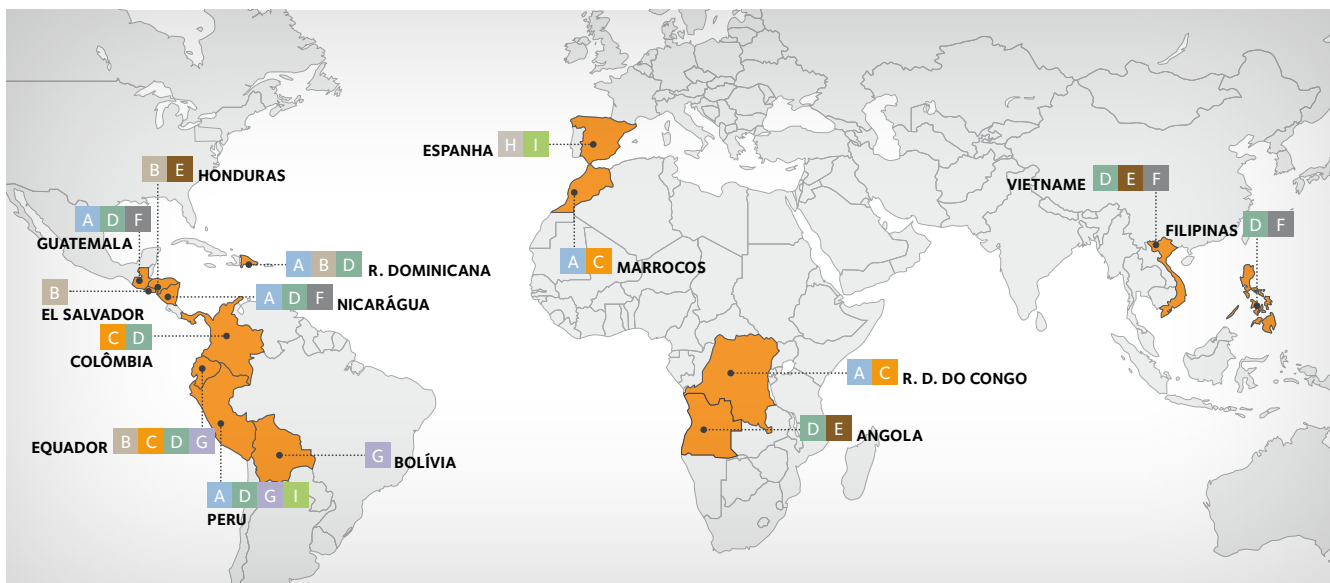 ESPANHA H I
B E HONDURAS
VIETNAME D E F
A D F
GUATEMALA
FILIPINAS D F
A B D R. DOMINICANA
A C MARROCOS
B
EL SALVADOR
A D F NICARÁGUA
C D
COLÔMBIA
A C R. D. DO CONGO
EQUADOR B C D G
D E ANGOLA
G BOLÍVIA
A D G I
PERU